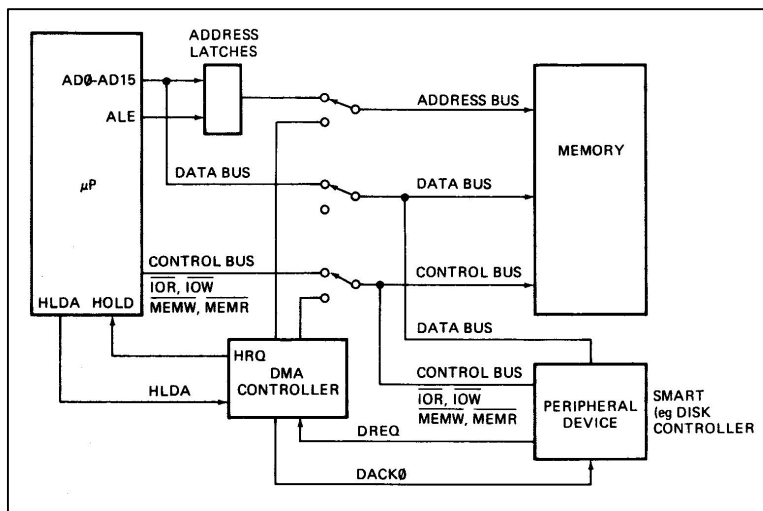 ADDRESS
LATCHES
AD0-AD15
ALE
µP
ADDRESS BUS
MEMORY
DATA BUS
DATA BUS
CONTROL BUS
IOR, IOW
MEMW, MEMR
CONTROL BUS
HLDA HOLD
DATA BUS
HRQ
DMA
CONTROLLER
HLDA
CONTROL BUS
IOR, IOW
MEMW, MEMR
PERIPHERAL
DEVICE
SMART
(eg DISK
CONTROLLER
DREQ
DACK0